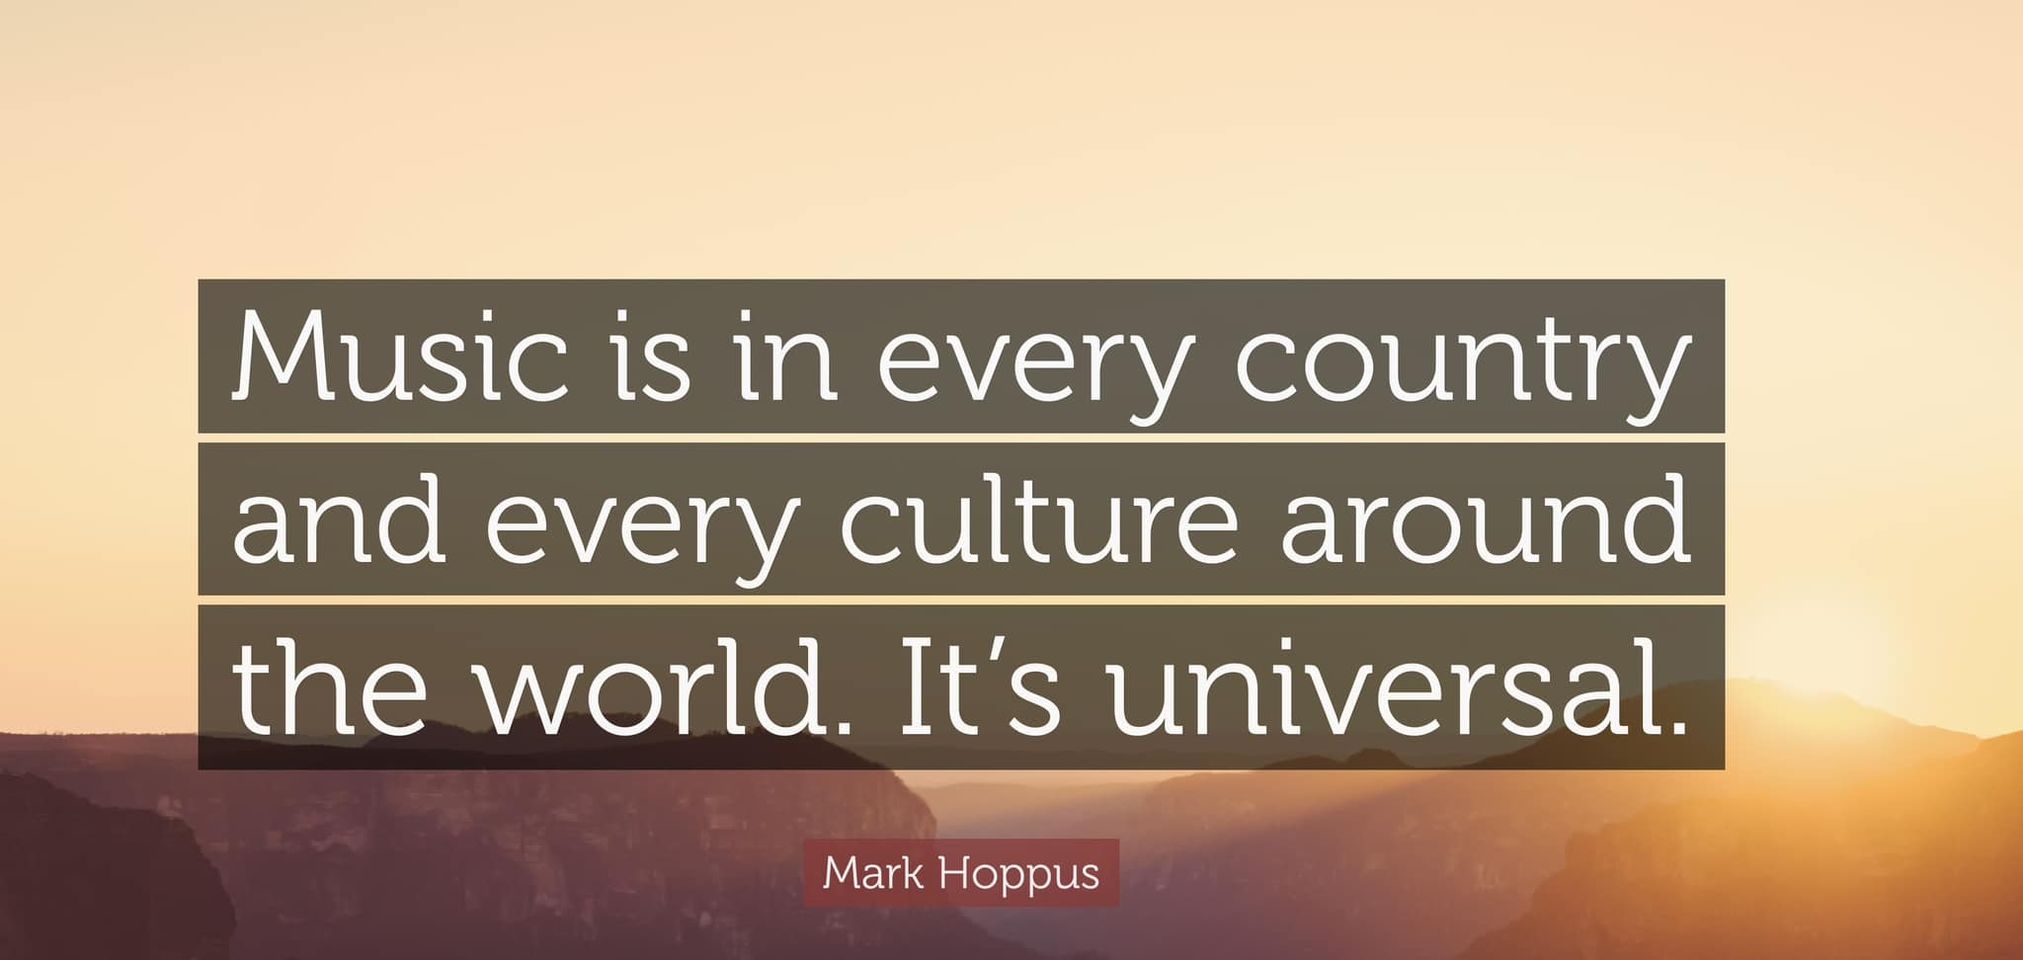 Music is in every country
and every culture around
the world. It’s universal.
Mark Hoppus